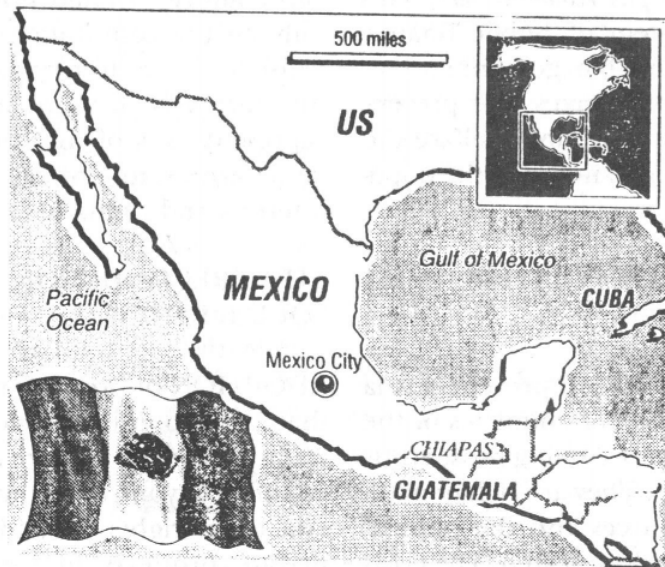 500 miles
US
Gulf of Mexico
MEXICO
CUBA
Pacific
Ocean
Mexico City
CHIAPAS
GUATEMALA